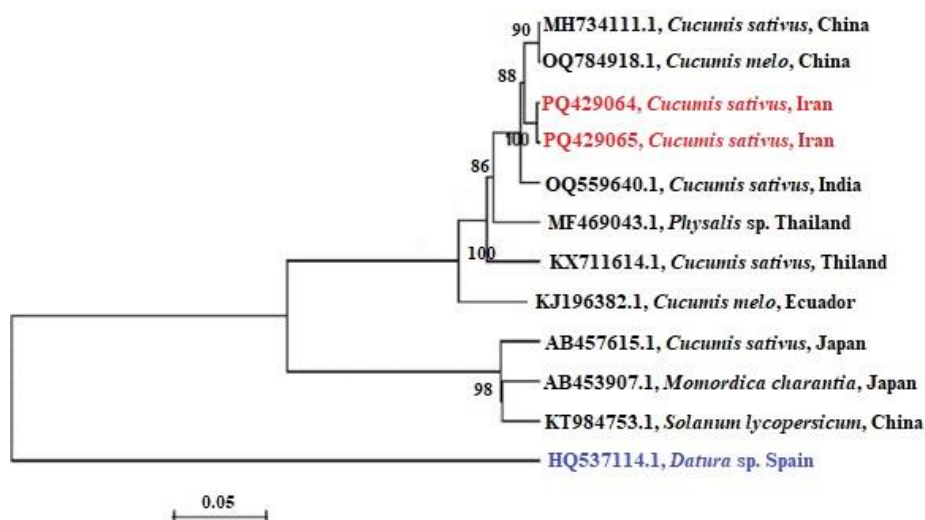 90
MH734111.1, Cucumis sativus, China
OQ784918.1, Cucumis melo, China
88
PQ429064, Cucumis sativus, Iran
100
PQ429065, Cucumis sativus, Iran
86
OQ559640.1, Cucumis sativus, India
MF469043.1, Physalis sp. Thailand
100
KX711614.1, Cucumis sativus, Thiland
KJ196382.1, Cucumis melo, Ecuador
AB457615.1, Cucumis sativus, Japan
98
AB453907.1, Momordica charantia, Japan
KT984753.1, Solanum lycopersicum, China
HQ537114.1, Datura sp. Spain
0.05